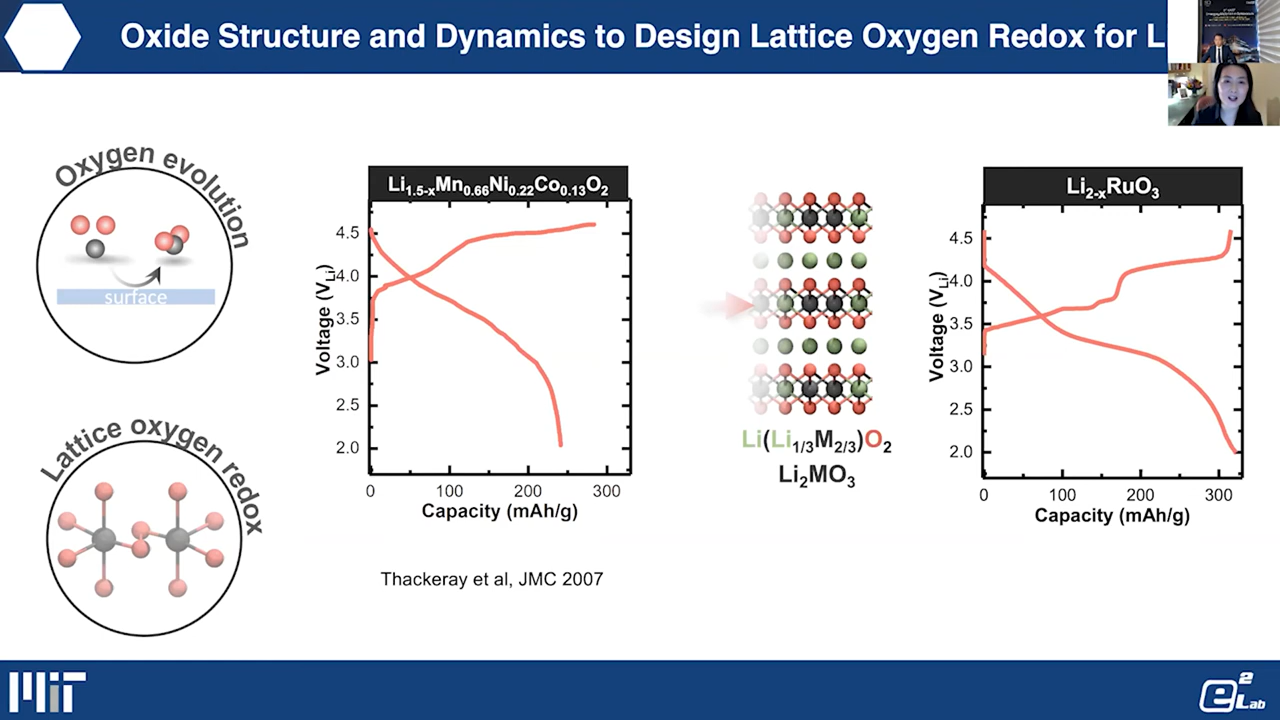 Oxide Structure and Dynamics to Design Lattice Oxygen Redox for L
Oxygen evolution
surface
Lattice oxygen redox
Li1.5-xMn0.66Ni0.22Co0.13O2
Voltage (VLi)
4.5
4.0
3.5
3.0
2.5
2.0
0 100 200 300
Capacity (mAh/g)
Thackeray et al, JMC 2007
Li(Li1/3M2/3)O2
Li2MO3
Li2-xRuO3
Voltage (VLi)
4.5
4.0
3.5
3.0
2.5
2.0
0 100 200 300
Capacity (mAh/g)
MIT
e2 Lab